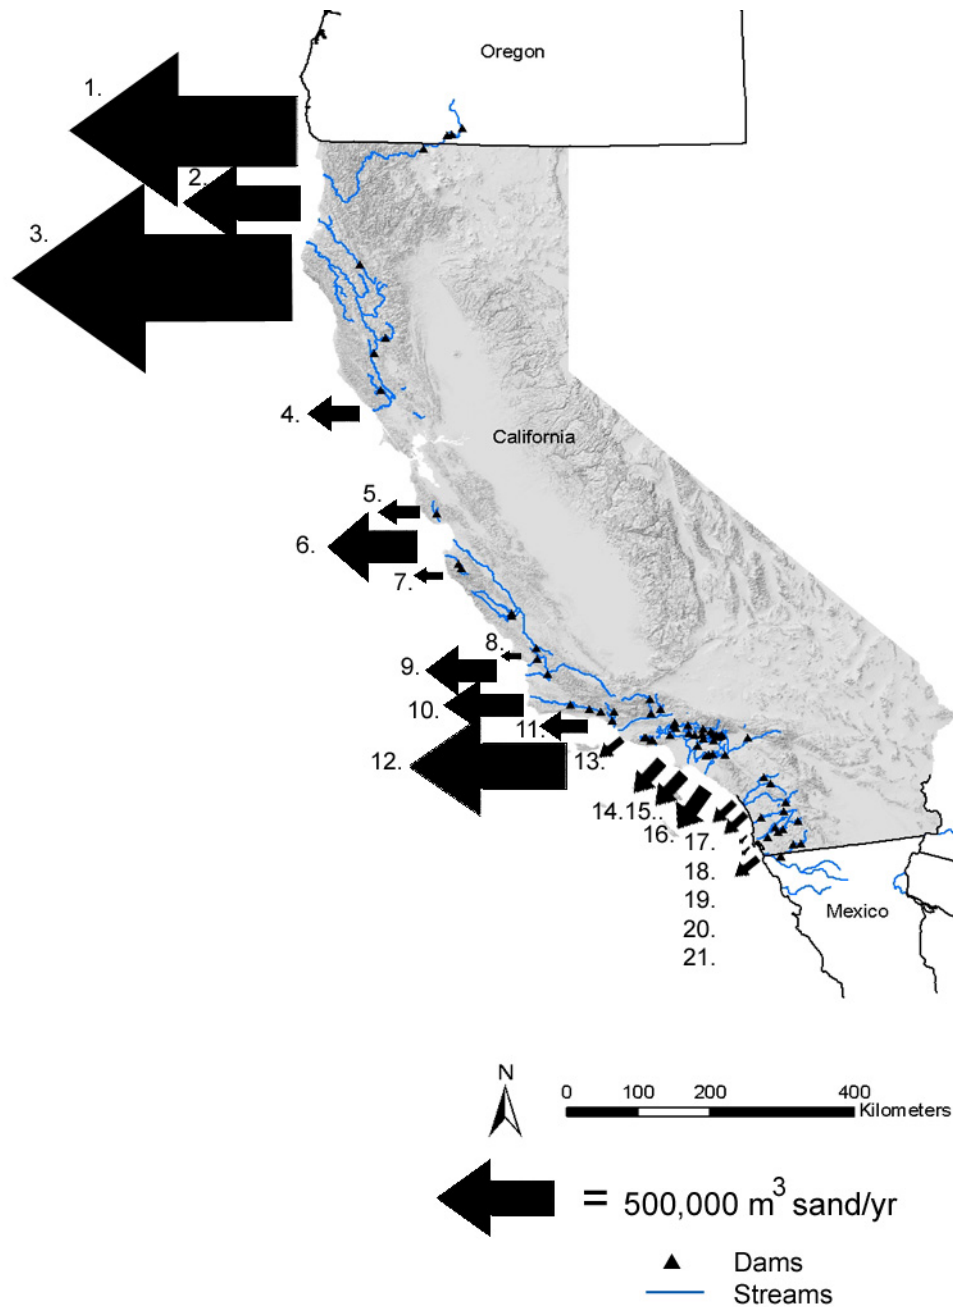 Oregon
1.
2.
3.
4.
California
5.
6.
7.
8.
9.
10.
11.
12.
13.
14.15..
16.
17.
18.
19.
20.
21.
Mexico
N
0 100 200 400
Kilometers
= 500,000 m3 sand/yr
Dams
Streams